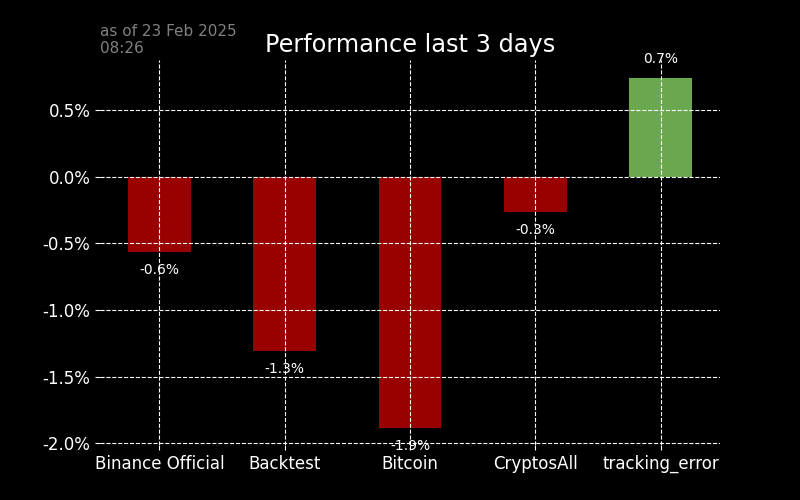 as of 23 Feb 2025
08:26
Performance last 3 days
0.7%
0.5%
0.0%
-0.5%
-1.0%
-1.5%
-2.0%
-0.6%
-1.3%
-1.9%
-0.3%
Binance Official
Backtest
Bitcoin
CryptosAll
tracking_error